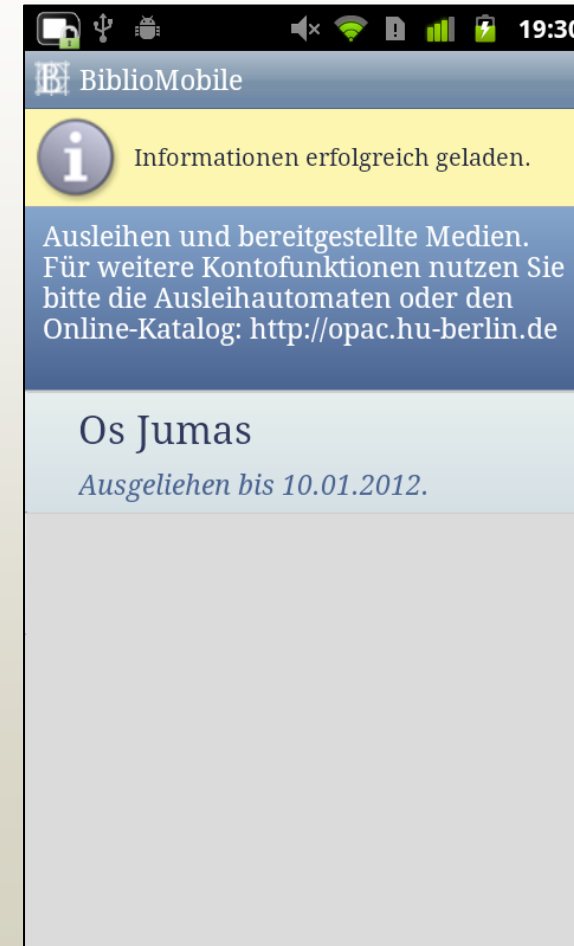 19:30
BiblioMobile
Informationen erfolgreich geladen.
Ausleihen und bereitgestellte Medien.
Für weitere Kontofunktionen nutzen Sie
bitte die Ausleihautomaten oder den
Online-Katalog: http://opac.hu-berlin.de
Os Jumas
Ausgeliehen bis 10.01.2012.